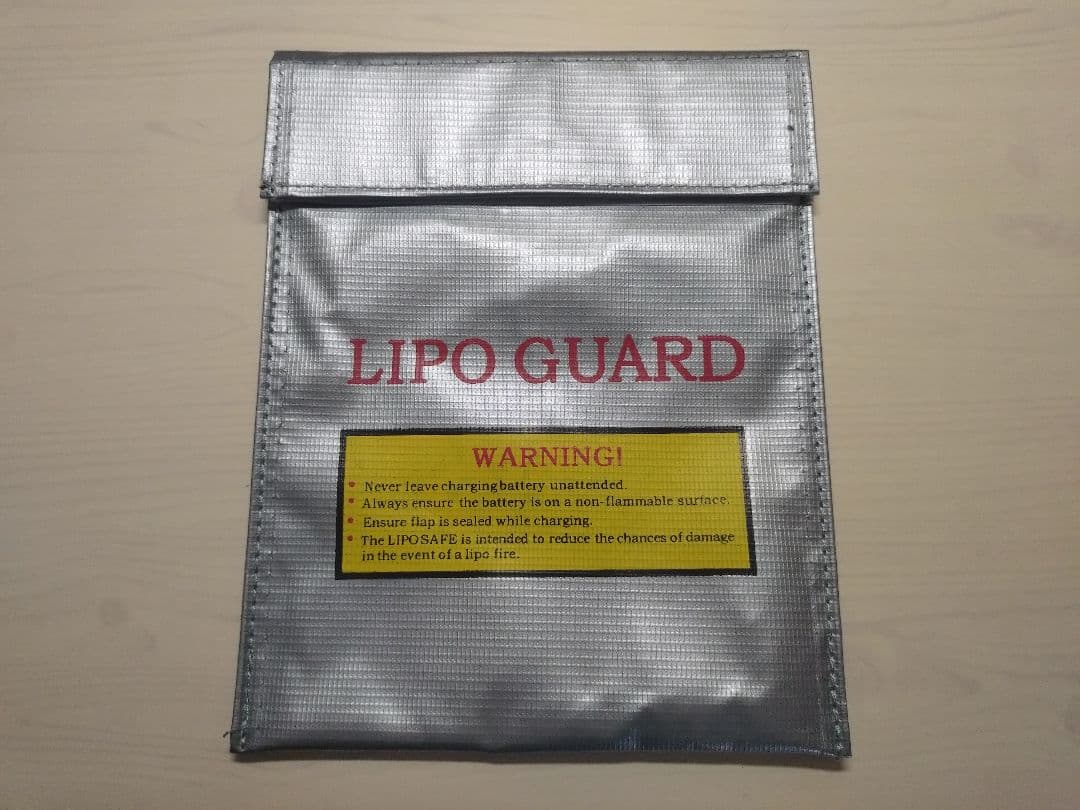 LIPO GUARD
WARNING!
• Never leave charging battery unattended.
• Always ensure the battery is on a non-flammable surface.
• Ensure flap is sealed while charging.
• The LIPO SAFE is intended to reduce the chances of damage
in the event of a lipo fire.